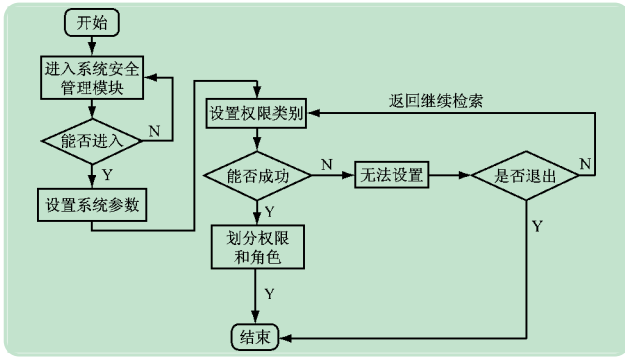 开始
进入系统安全
管理模块
能否进入
N
Y
设置系统参数
设置权限类别
返回继续检索
能否成功
N
无法设置
是否退出
N
Y
Y
划分权限
和角色
Y
结束